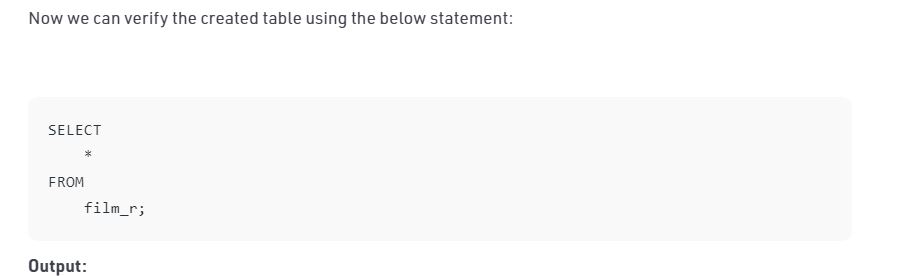 Now we can verify the created table using the below statement:
SELECT
*
FROM
film_r;
Output: